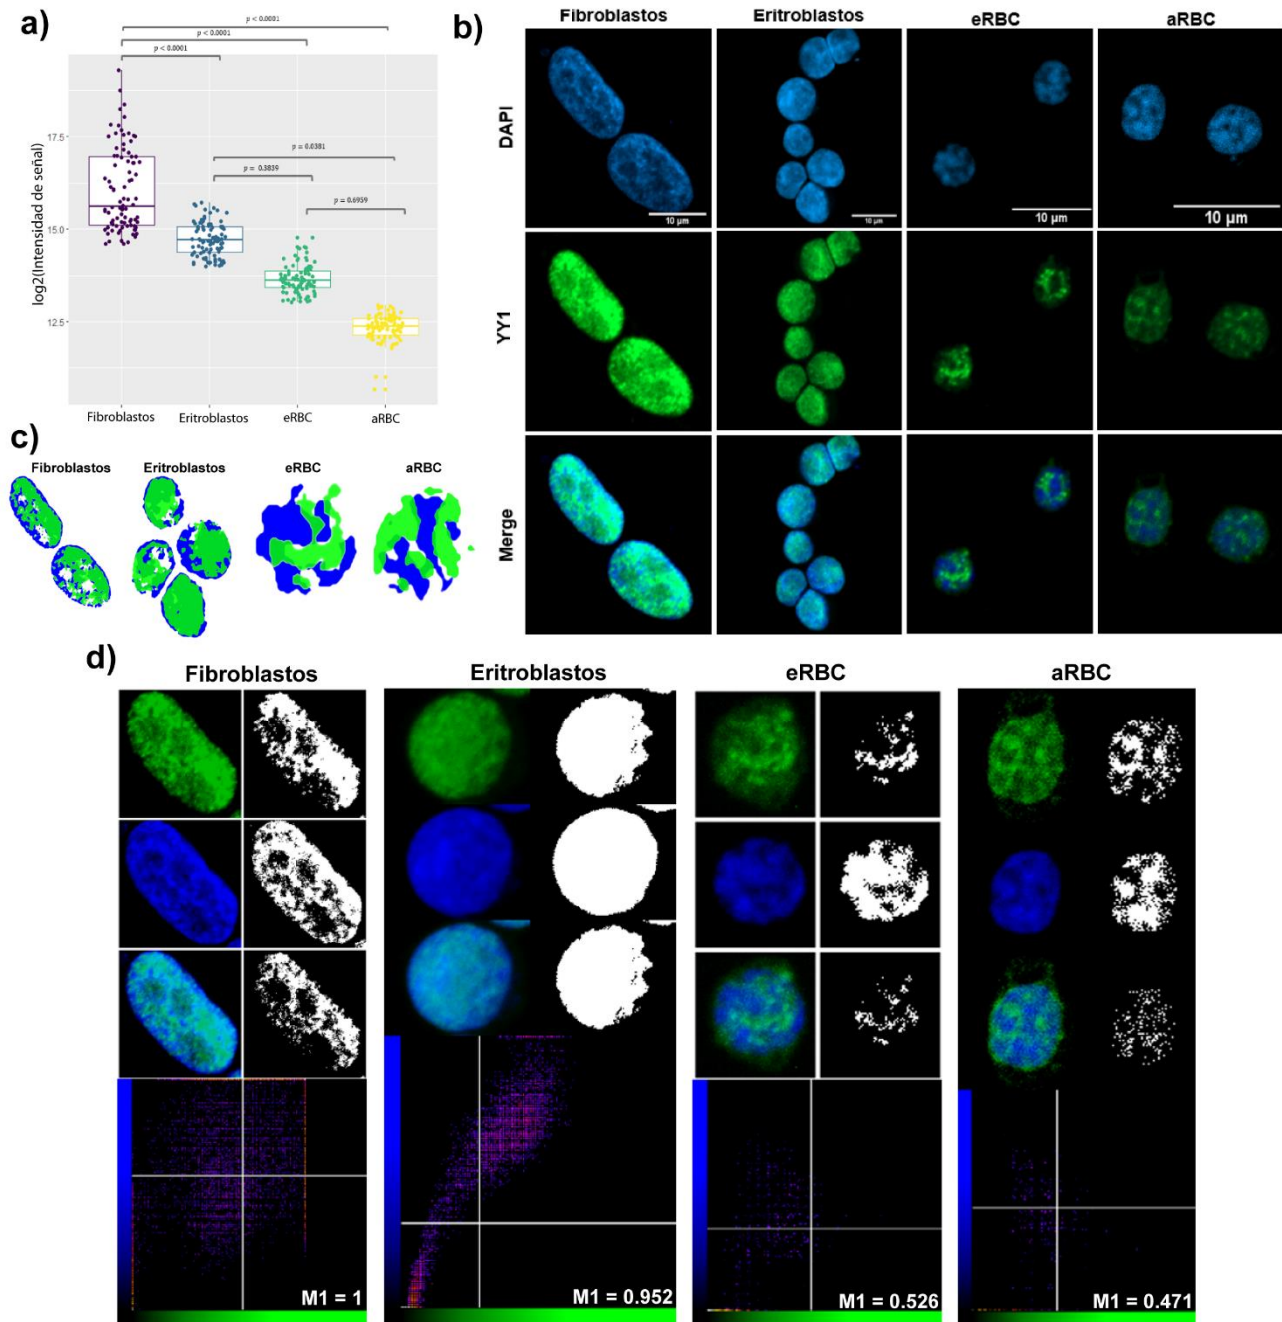 a)
p < 0.0001
p < 0.0001
p < 0.0001
p = 0.0381
p = 0.3839
p = 0.6959
log2(Intensidad de señal)
17.5
15.0
12.5
Fibroblastos
Eritroblastos
eRBC
aRBC
b)
Fibroblastos
Eritroblastos
eRBC
aRBC
DAPI
10 µm
10 µm
10 µm
10 µm
YY1
Merge
c)
Fibroblastos
Eritroblastos
eRBC
aRBC
d)
Fibroblastos
Eritroblastos
eRBC
aRBC
M1 = 1
M1 = 0.952
M1 = 0.526
M1 = 0.471